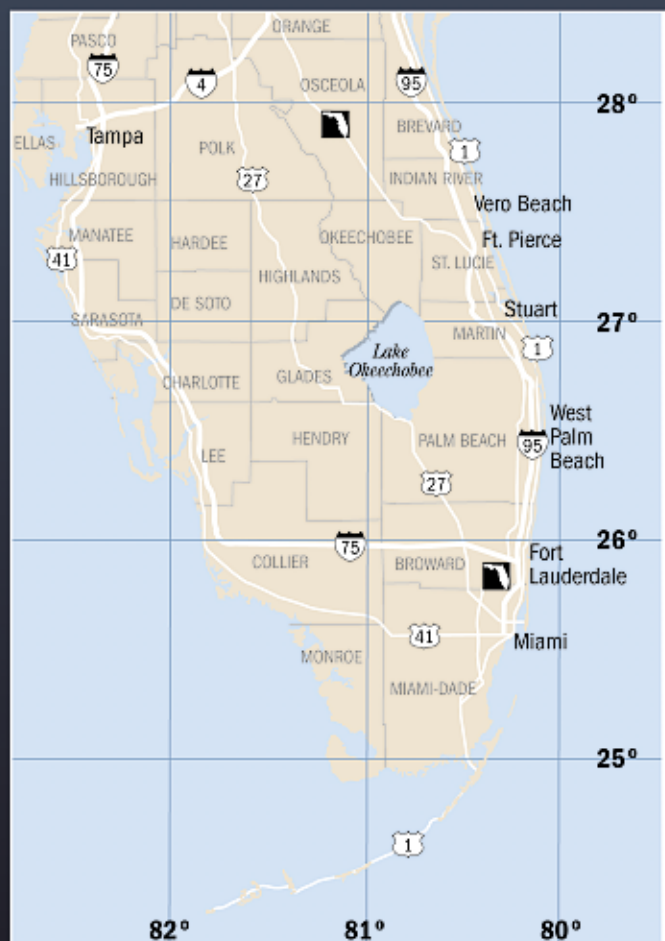 ORANGE
PASCO
75
4
OSCEOLA
95
28°
ELLAS
Tampa
BREVARD
POLK
1
HILLSBOROUGH
27
INDIAN RIVER
Vero Beach
MANATEE
HARDEE
OKEECHOBEE
Ft. Pierce
41
ST. LUCIE
HIGHLANDS
DE SOTO
Stuart
SARASOTA
27°
MARTIN
1
Lake
Okeechobee
CHARLOTTE
GLADES
West
Palm
Beach
HENDRY
PALM BEACH
95
LEE
27
26°
75
COLLIER
BROWARD
Fort
Lauderdale
41
Miami
MONROE
MIAMI-DADE
25°
1
82°
81°
80°